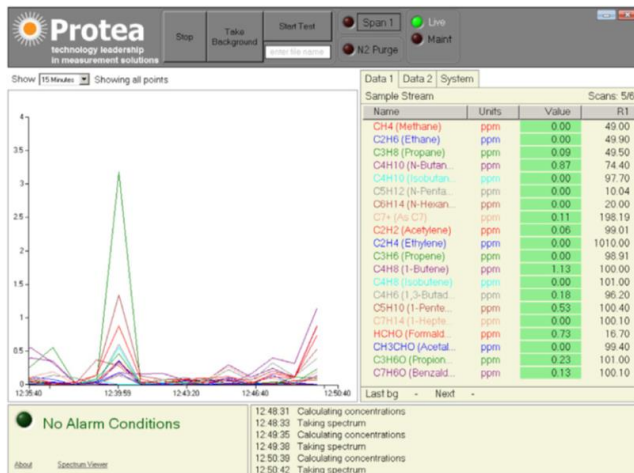 Protea
technology leadership
in measurement solutions
Stop
Take
Background
Start Test
enter file name
Span 1
N2 Purge
Live
Maint
Show 15 Minutes Showing all points
4
3.5
3
2.5
2
1.5
1
0.5
0
12:35:40 12:39:55 12:43:20 12:46:40 12:50:40
Data 1 Data 2 System
Sample Stream Scans: 5/6
Name Units Value R1
CH4 (Methane) ppm 0.00 49.00
C2H6 (Ethane) ppm 0.00 49.90
C3H8 (Propane) ppm 0.09 49.50
C4H10 (N-Butan... ppm 0.87 74.40
C4H10 (Isobutan... ppm 0.00 97.70
C5H12 (N-Penta... ppm 0.00 10.04
C6H14 (N-Hexan... ppm 0.00 20.00
C7+ (As C7) ppm 0.11 198.19
C2H2 (Acetylene) ppm 0.06 99.01
C2H4 (Ethylene) ppm 0.00 1010.00
C3H6 (Propene) ppm 0.00 98.91
C4H8 (1-Butene) ppm 1.13 100.00
C4H8 (Isobutene) ppm 0.00 101.00
C4H6 (1,3-Butad... ppm 0.18 96.20
C5H10 (1-Pente... ppm 0.53 100.40
C7H14 (1-Hepte... ppm 0.00 100.10
HCHO (Formald... ppm 0.73 16.70
CH3CHO (Acetal... ppm 0.00 99.40
C3H6O (Propion... ppm 0.23 101.00
C7H6O (Benzald... ppm 0.13 100.10
Last bg - Next -
No Alarm Conditions
About Spectrum Viewer
12:48:31 Calculating concentrations
12:48:33 Taking spectrum
12:49:35 Calculating concentrations
12:49:38 Taking spectrum
12:50:39 Calculating concentrations
12:50:42 Taking spectrum